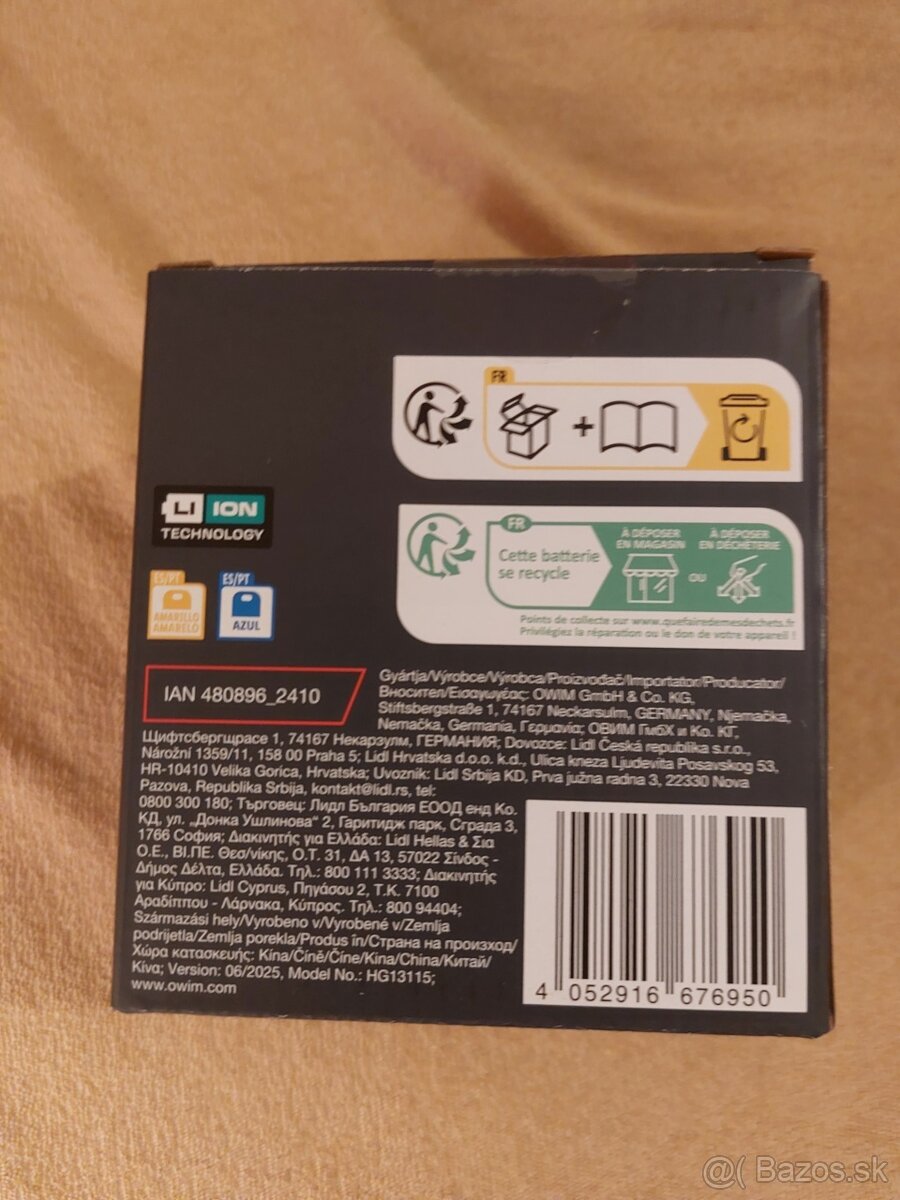 FR
+
LI ION
TECHNOLOGY
FR
Cette batterie
se recycle
À DÉPOSER
EN MAGASIN
OU
À DÉPOSER
EN DÉCHÈTERIE
Points de collecte sur www.quefairedemesdechets.fr
Privilégiez la réparation ou le don de votre appareil !
ES/PT
AMARILLO
AMARELO
ES/PT
AZUL
IAN 480896_2410
Gyártja/Výrobce/Výrobca/Proizvođač/Importator/Producator/
Вносител/Εισαγωγέας: OWIM GmbH & Co. KG,
Stiftsbergstraße 1, 74167 Neckarsulm, GERMANY, Njemačka,
Nemačka, Germania, Γερμανία; ОВИМ ГмбХ и Ко. КГ,
Щифтсбергщрасе 1, 74167 Некарзулм, ГЕРМАНИЯ; Dovozce: Lidl Česká republika s.r.o.,
Nárožní 1359/11, 158 00 Praha 5; Lidl Hrvatska d.o.o. k.d., Ulica kneza Ljudevita Posavskog 53,
HR-10410 Velika Gorica, Hrvatska; Uvoznik: Lidl Srbija KD, Prva južna radna 3, 22330 Nova
Pazova, Republika Srbija, kontakt@lidl.rs, tel:
0800 300 180; Търговец: Лидл България ЕООД енд Ко.
КД, ул. „Донка Ушлинова“ 2, Гаритидж парк, Сграда 3,
1766 София; Διακινητής για Ελλάδα: Lidl Hellas & Σια
Ο.Ε., ΒΙ.ΠΕ. Θεσ/νίκης, Ο.Τ. 31, ΔΑ 13, 57022 Σίνδος -
Δήμος Δέλτα, Ελλάδα. Τηλ.: 800 111 3333; Διακινητής
για Κύπρο: Lidl Cyprus, Πηγάσου 2, Τ.Κ. 7100
Αραδίππου - Λάρνακα, Κύπρος. Τηλ.: 800 94404;
Származási hely/Vyrobeno v/Vyrobené v/Zemlja
podrijetla/Zemlja porekla/Produs în/Страна на произход/
Χώρα κατασκευής: Kína/Číně/Číne/Kina/China/Китай/
Κίνα; Version: 06/2025, Model No.: HG13115;
www.owim.com
4 052916 676950
@( Bazos.sk